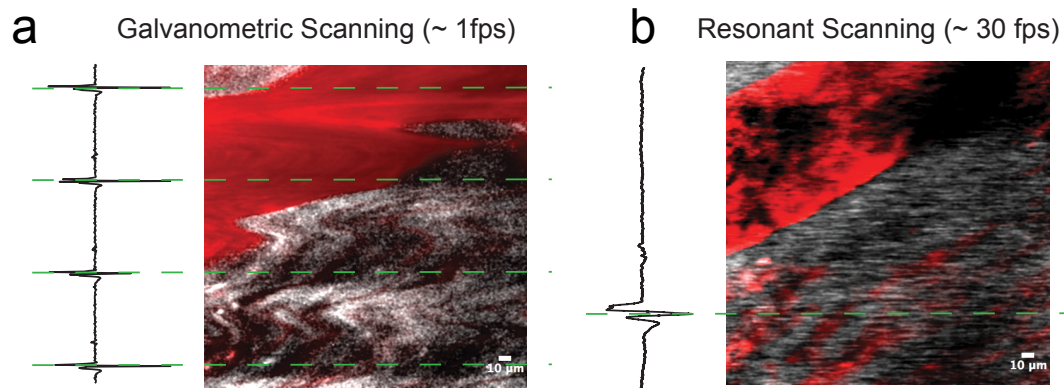 a Galvanometric Scanning (~ 1fps)
b Resonant Scanning (~ 30 fps)
10 µm
10 µm